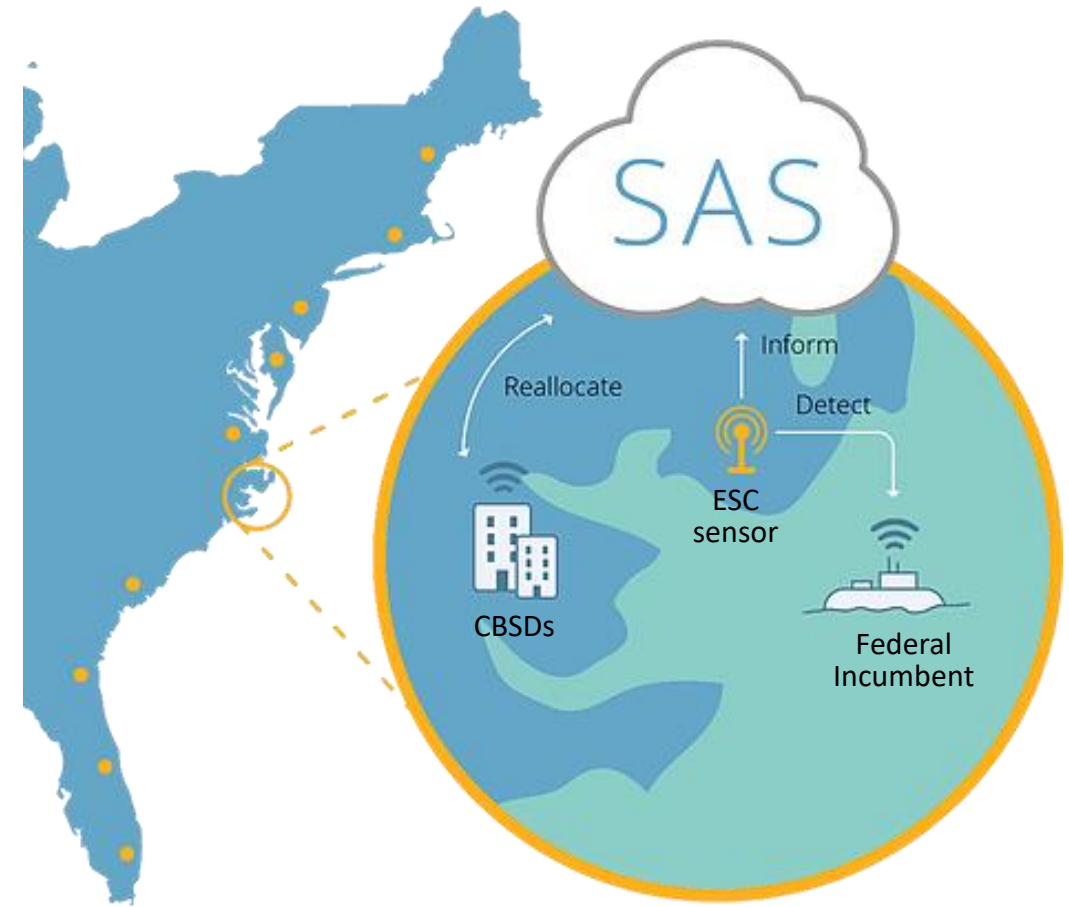 SAS
Inform
Reallocate
Detect
ESC
sensor
CBSDs
Federal
Incumbent